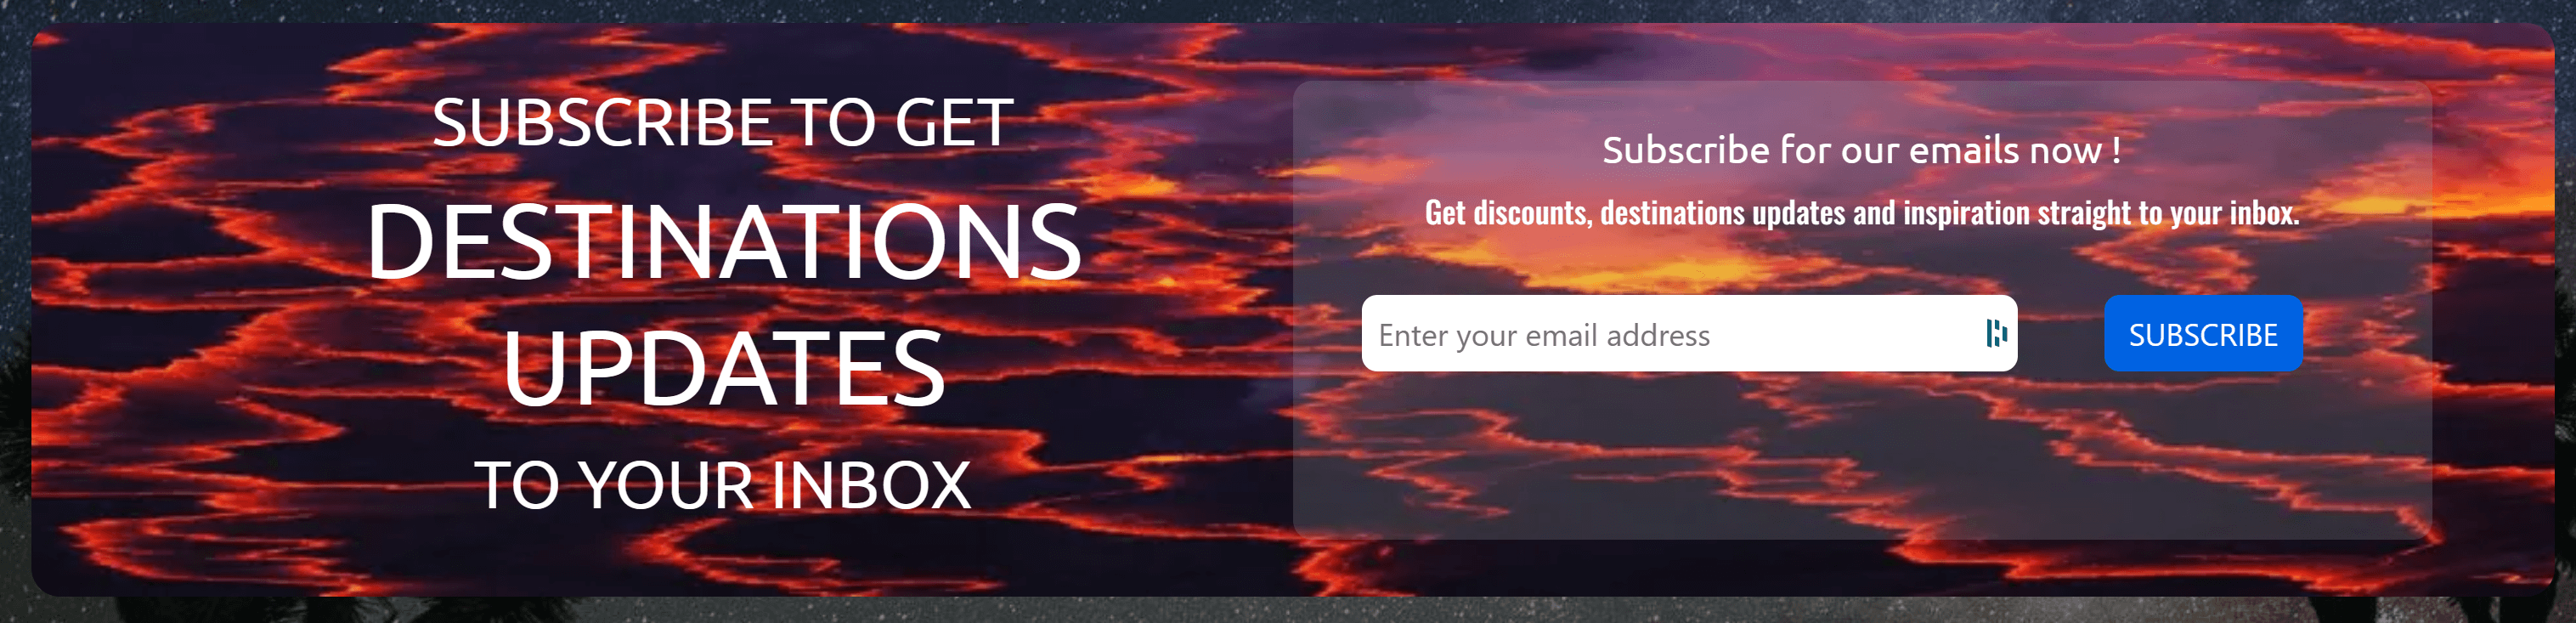 SUBSCRIBE TO GET
DESTINATIONS
UPDATES
TO YOUR INBOX
Subscribe for our emails now !
Get discounts, destinations updates and inspiration straight to your inbox.
Enter your email address
SUBSCRIBE